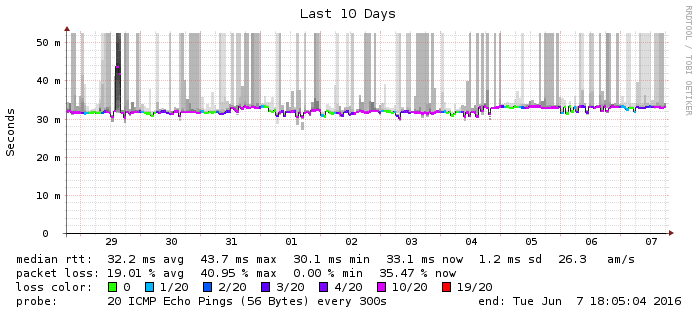 Last 10 Days
RRDTOOL / TOBI OETIKER
Seconds
50 m
40 m
30 m
20 m
10 m
0
29 30 31 01 02 03 04 05 06 07
median rtt: 32.2 ms avg 43.7 ms max 30.1 ms min 33.1 ms now 1.2 ms sd 26.3 am/s
packet loss: 19.01 % avg 40.95 % max 0.00 % min 35.47 % now
loss color: 0 1/20 2/20 3/20 4/20 10/20 19/20
probe: 20 ICMP Echo Pings (56 Bytes) every 300s end: Tue Jun 7 18:05:04 2016